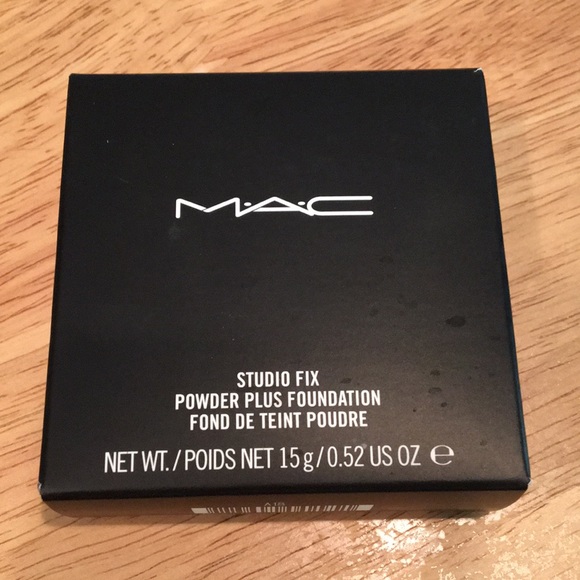 M·A·C
STUDIO FIX
POWDER PLUS FOUNDATION
FOND DE TEINT POUDRE
NET WT./POIDS NET 15 g/0.52 US OZ ℮